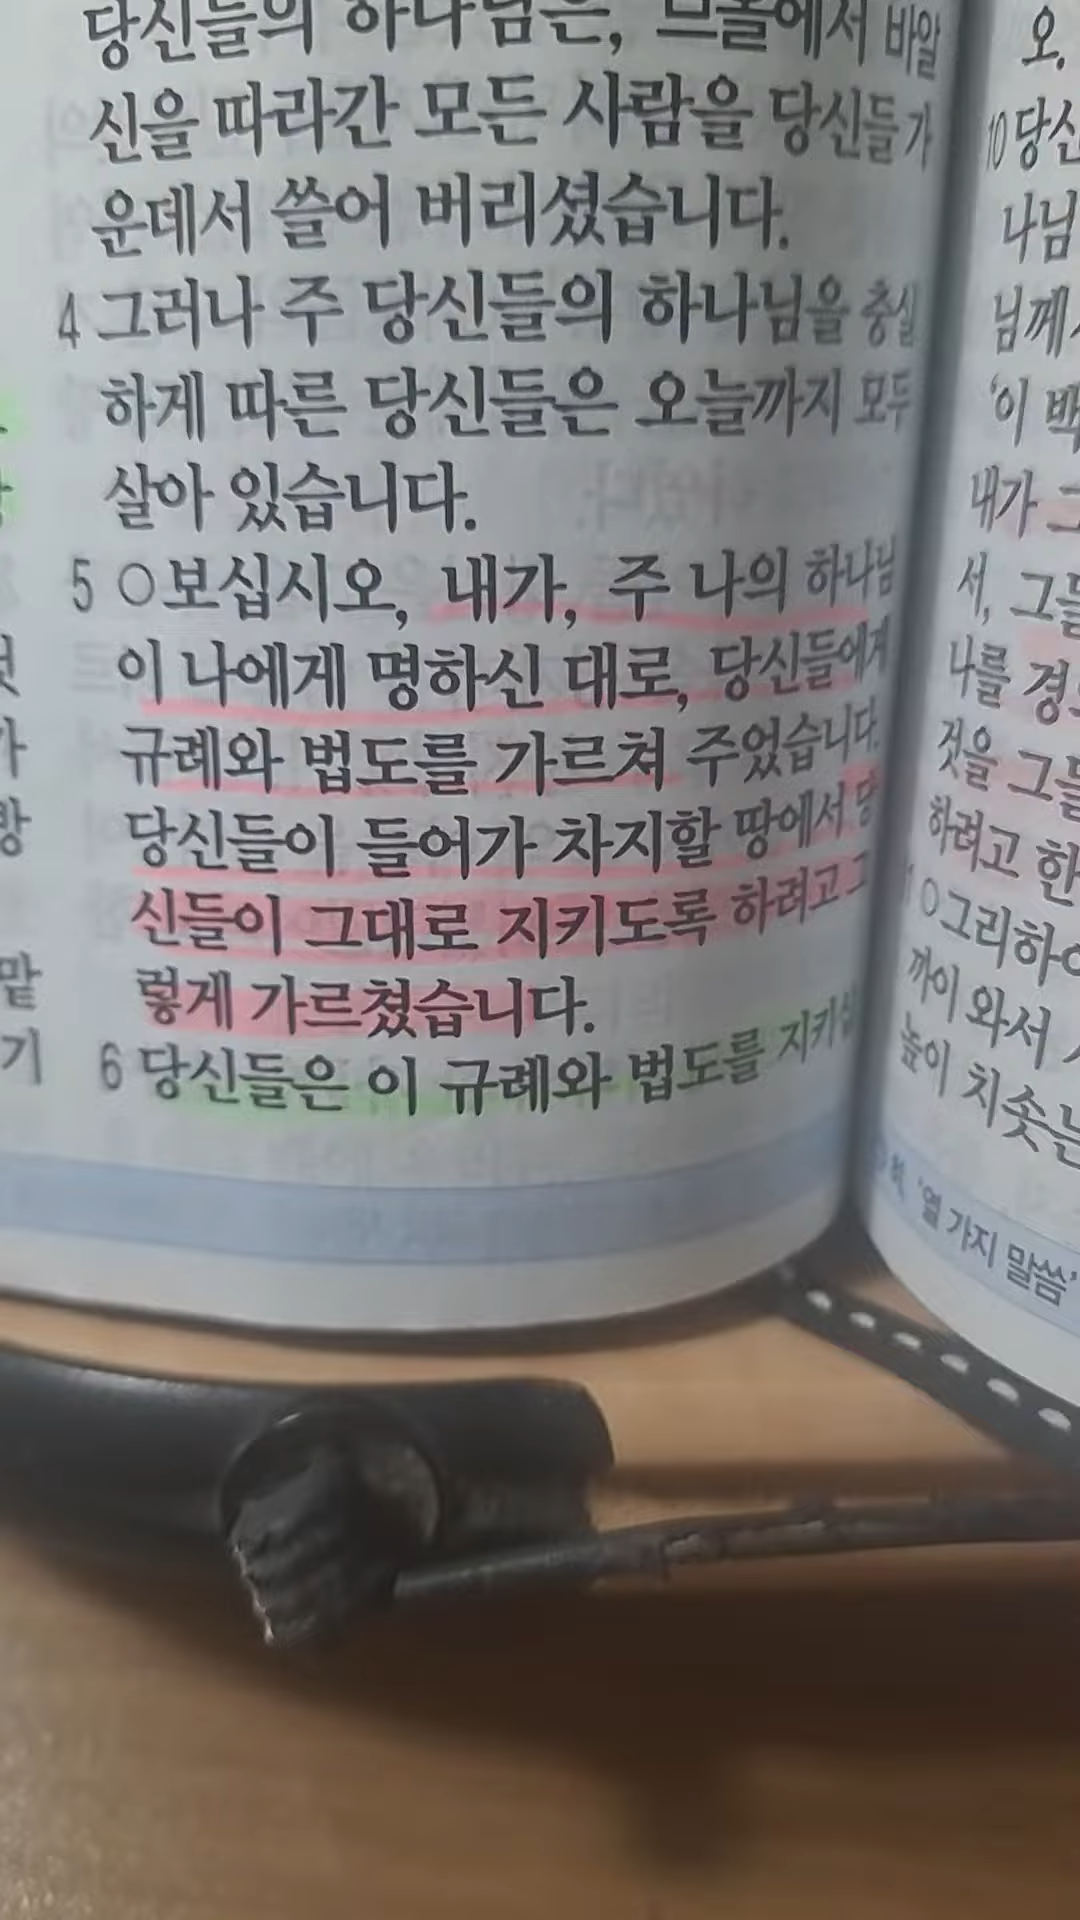 당신들의 하나님은, 브올에서 바알
신을 따라간 모든 사람을 당신들 가
운데서 쓸어 버리셨습니다.
4 그러나 주 당신들의 하나님을 충실
하게 따른 당신들은 오늘까지 모두
살아 있습니다.
5 ○보십시오, 내가, 주 나의 하나님
이 나에게 명하신 대로, 당신들에게
규례와 법도를 가르쳐 주었습니다.
당신들이 들어가 차지할 땅에서 당
신들이 그대로 지키도록 하려고 그
렇게 가르쳤습니다.
6 당신들은 이 규례와 법도를 지키십
맡
기
오.
10 당신
나님
님께서
'이 백
내가 그
서, 그들
나를 경
것을 그들
하려고 한
○그리하
까이 와서
높이 치솟는
'열 가지 말씀'